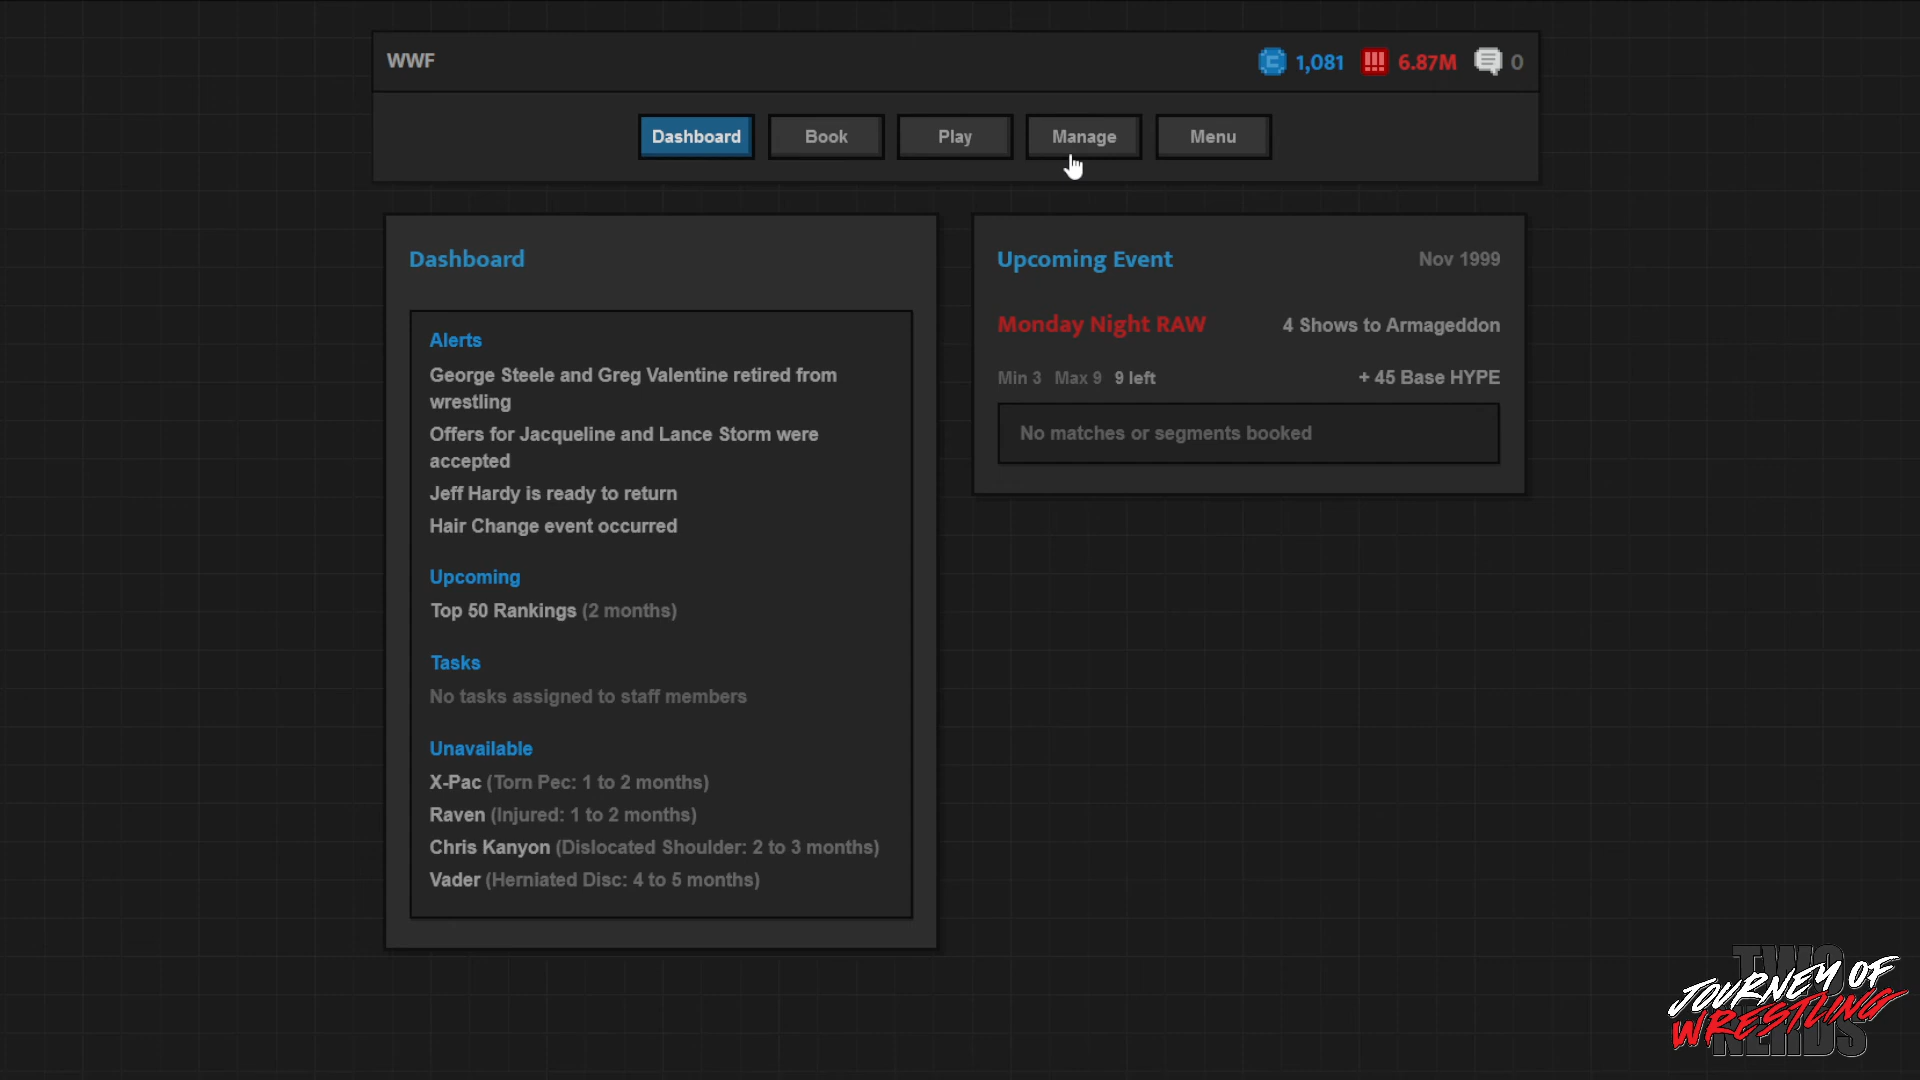 WWF
1,081
6.87M
0
Dashboard
Book
Play
Manage
Menu
Dashboard
Alerts
George Steele and Greg Valentine retired from
wrestling
Offers for Jacqueline and Lance Storm were
accepted
Jeff Hardy is ready to return
Hair Change event occurred
Upcoming
Top 50 Rankings (2 months)
Tasks
No tasks assigned to staff members
Unavailable
X-Pac (Torn Pec: 1 to 2 months)
Raven (Injured: 1 to 2 months)
Chris Kanyon (Dislocated Shoulder: 2 to 3 months)
Vader (Herniated Disc: 4 to 5 months)
Upcoming Event
Nov 1999
Monday Night RAW
4 Shows to Armageddon
Min 3 Max 9 9 left
+ 45 Base HYPE
No matches or segments booked
TWO
JOURNEY OF
WRESTLING
NERDS